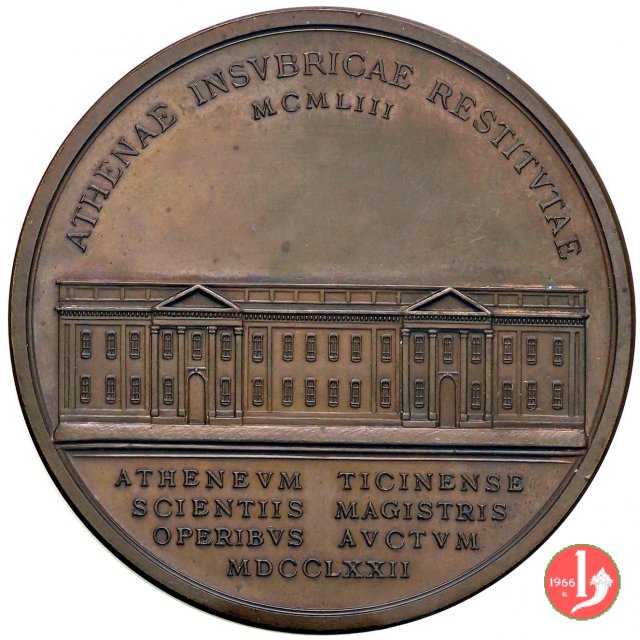 ATHENAE INSVBRICAE RESTITVTAE
MCMLIII
ATHENEVM TICINENSE
SCIENTIIS MAGISTRIS
OPERIBVS AVCTVM
MDCCLXXII
1966